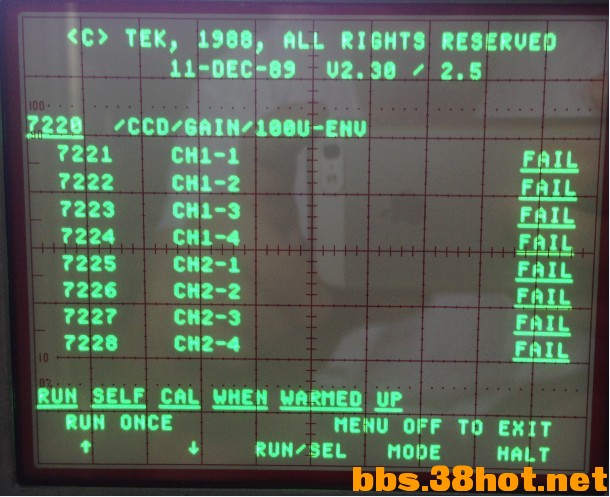 <C> TEK, 1988, ALL RIGHTS RESERVED
11-DEC-89 V2.30 / 2.5
100
7220 /CCD/GAIN/100U-ENV
90
7221 CH1-1 FAIL
7222 CH1-2 FAIL
7223 CH1-3 FAIL
7224 CH1-4 FAIL
7225 CH2-1 FAIL
7226 CH2-2 FAIL
7227 CH2-3 FAIL
7228 CH2-4 FAIL
10
0%
RUN SELF CAL WHEN WARMED UP
RUN ONCE MENU OFF TO EXIT
↑ ↓ RUN/SEL MODE HALT
bbs.38hot.net